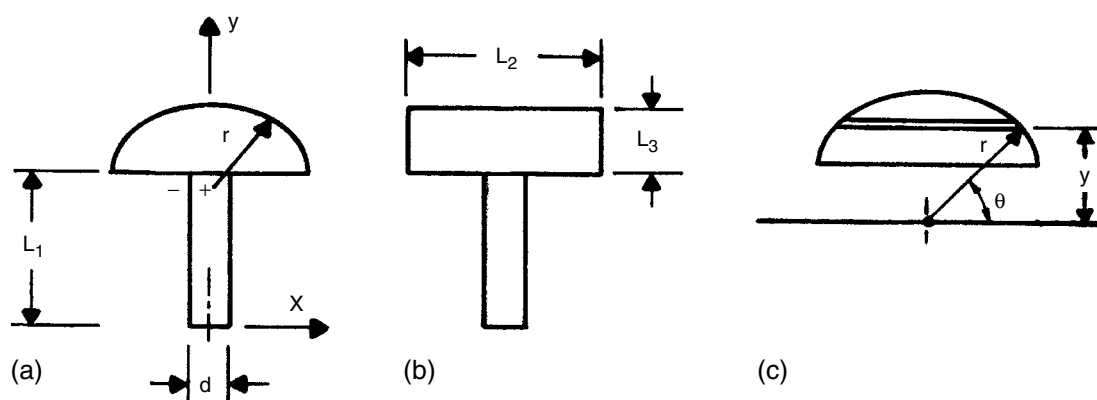 y
r
− +
L₁
X
d
(a)
L₂
L₃
(b)
r
y
θ
(c)